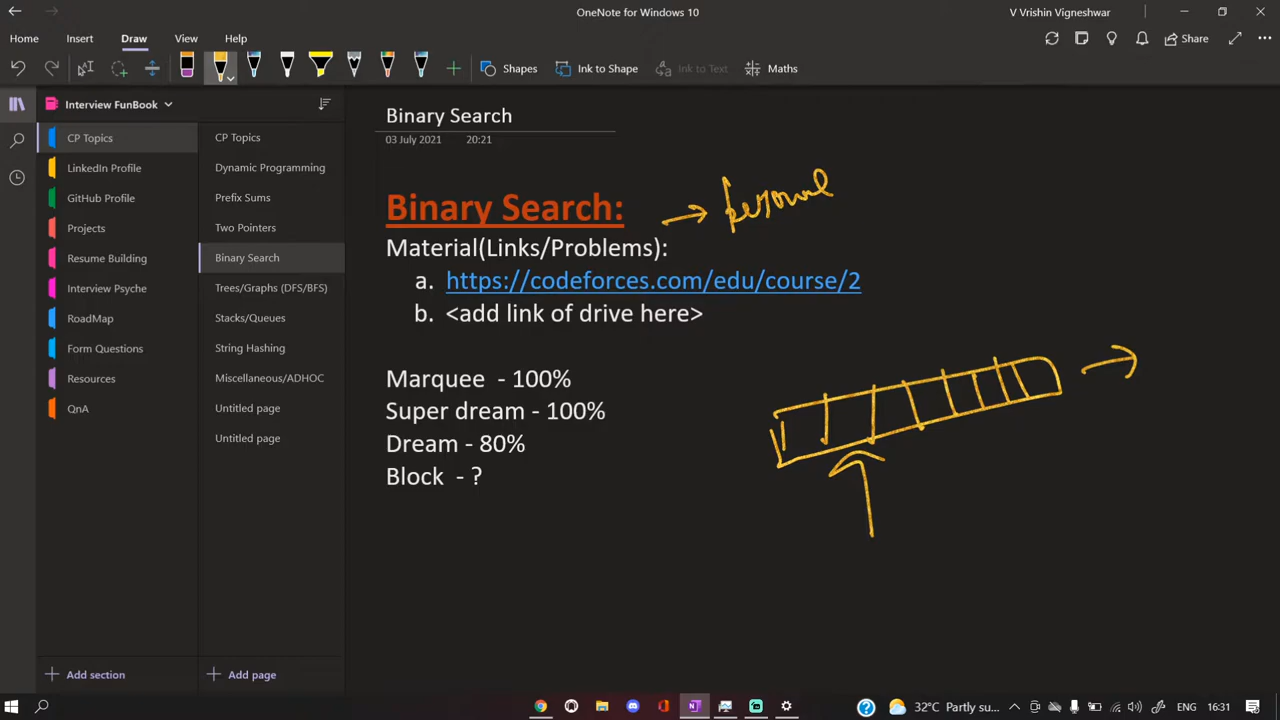 OneNote for Windows 10
V Vrishin Vigneshwar
Home
Insert
Draw
View
Help
Share
Shapes
Ink to Shape
Ink to Text
Maths
Interview FunBook
CP Topics
LinkedIn Profile
GitHub Profile
Projects
Resume Building
Interview Psyche
RoadMap
Form Questions
Resources
QnA
Add section
CP Topics
Dynamic Programming
Prefix Sums
Two Pointers
Binary Search
Trees/Graphs (DFS/BFS)
Stacks/Queues
String Hashing
Miscellaneous/ADHOC
Untitled page
Untitled page
Add page
Binary Search
03 July 2021 20:21
Binary Search: → personal
Material(Links/Problems):
a. https://codeforces.com/edu/course/2
b. <add link of drive here>
Marquee - 100%
Super dream - 100%
Dream - 80%
Block - ?
32°C Partly su... ENG 16:31